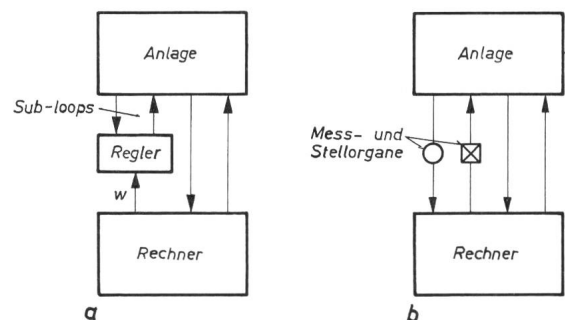 Anlage
Sub-loops
Regler
w
Rechner
a
Anlage
Mess- und
Stellorgane
Rechner
b